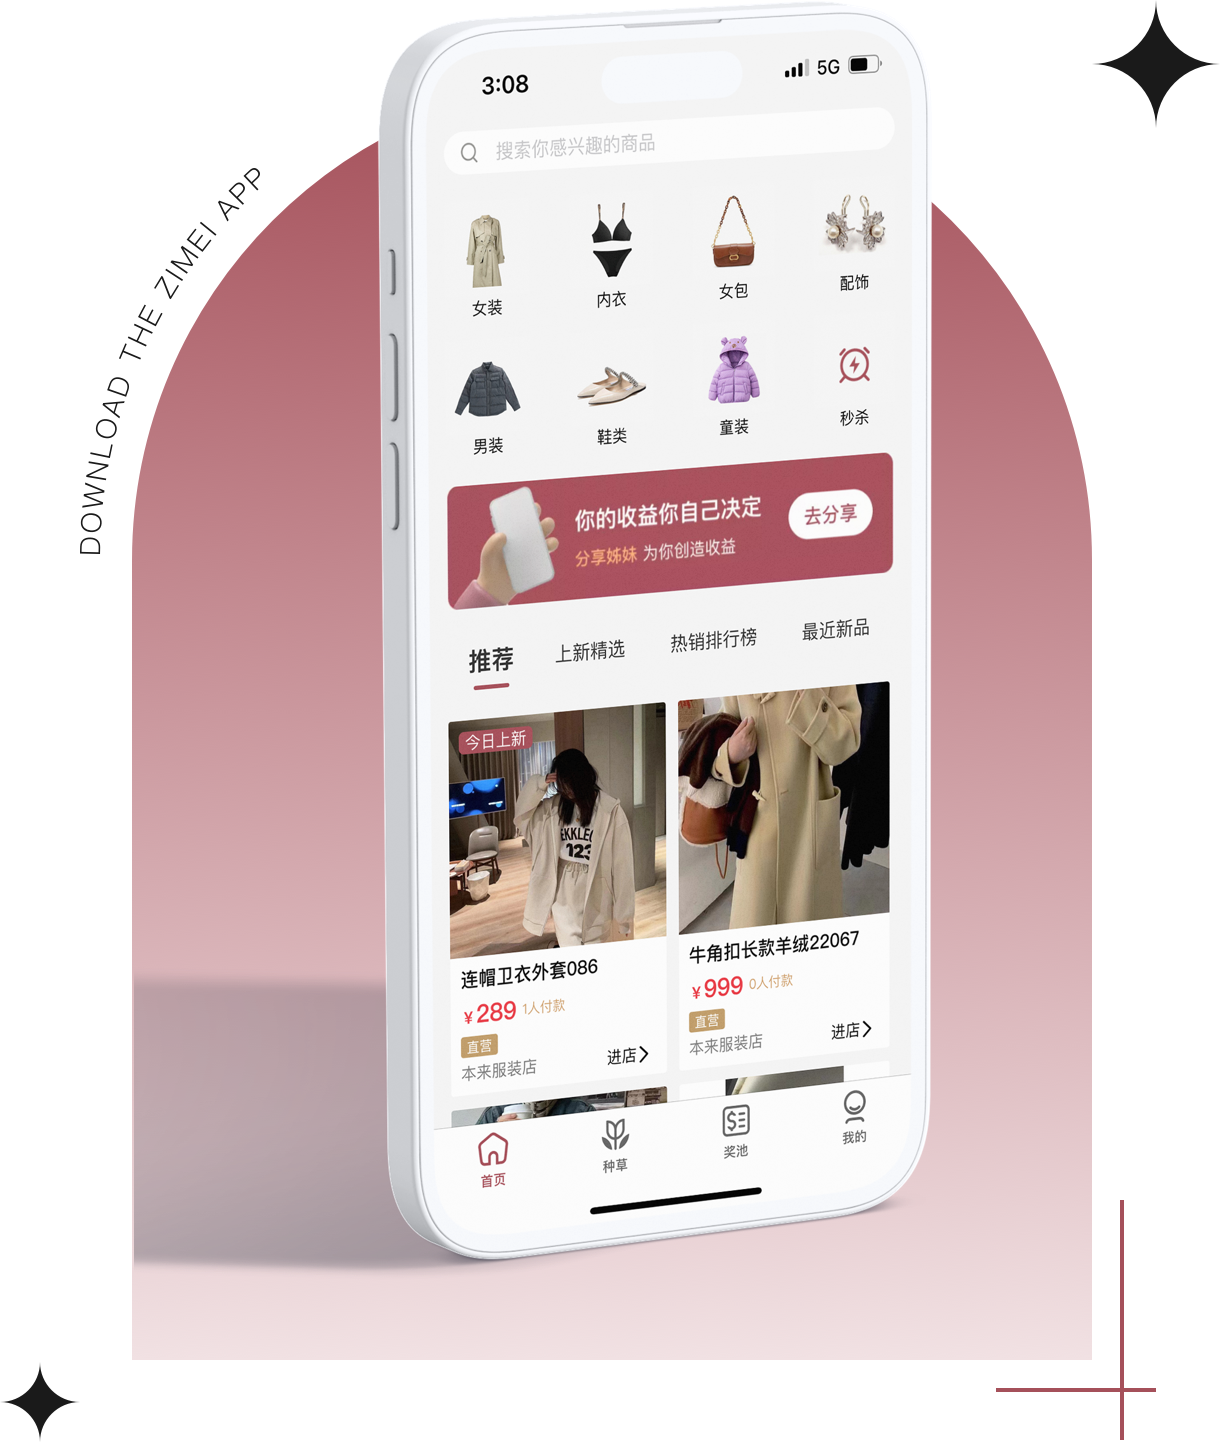 DOWNLOAD THE ZIMEI APP
3:08
5G
搜索你感兴趣的商品
女装
内衣
女包
配饰
男装
鞋类
童装
秒杀
你的收益你自己决定
分享姊妹 为你创造收益
去分享
推荐
上新精选
热销排行榜
最近新品
今日上新
EKKLEC
123
连帽卫衣外套086
¥289 1人付款
直营
本来服装店
进店
牛角扣长款羊绒22067
¥999 0人付款
直营
本来服装店
进店
首页
种草
奖池
我的